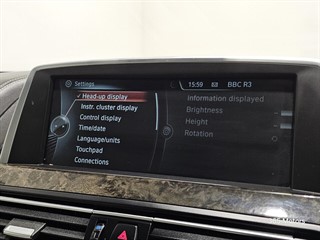 Settings
15:59 BBC R3
✓ Head-up display
Instr. cluster display
Control display
Time/date
Language/units
Touchpad
Connections
Information displayed
Brightness
Height
Rotation